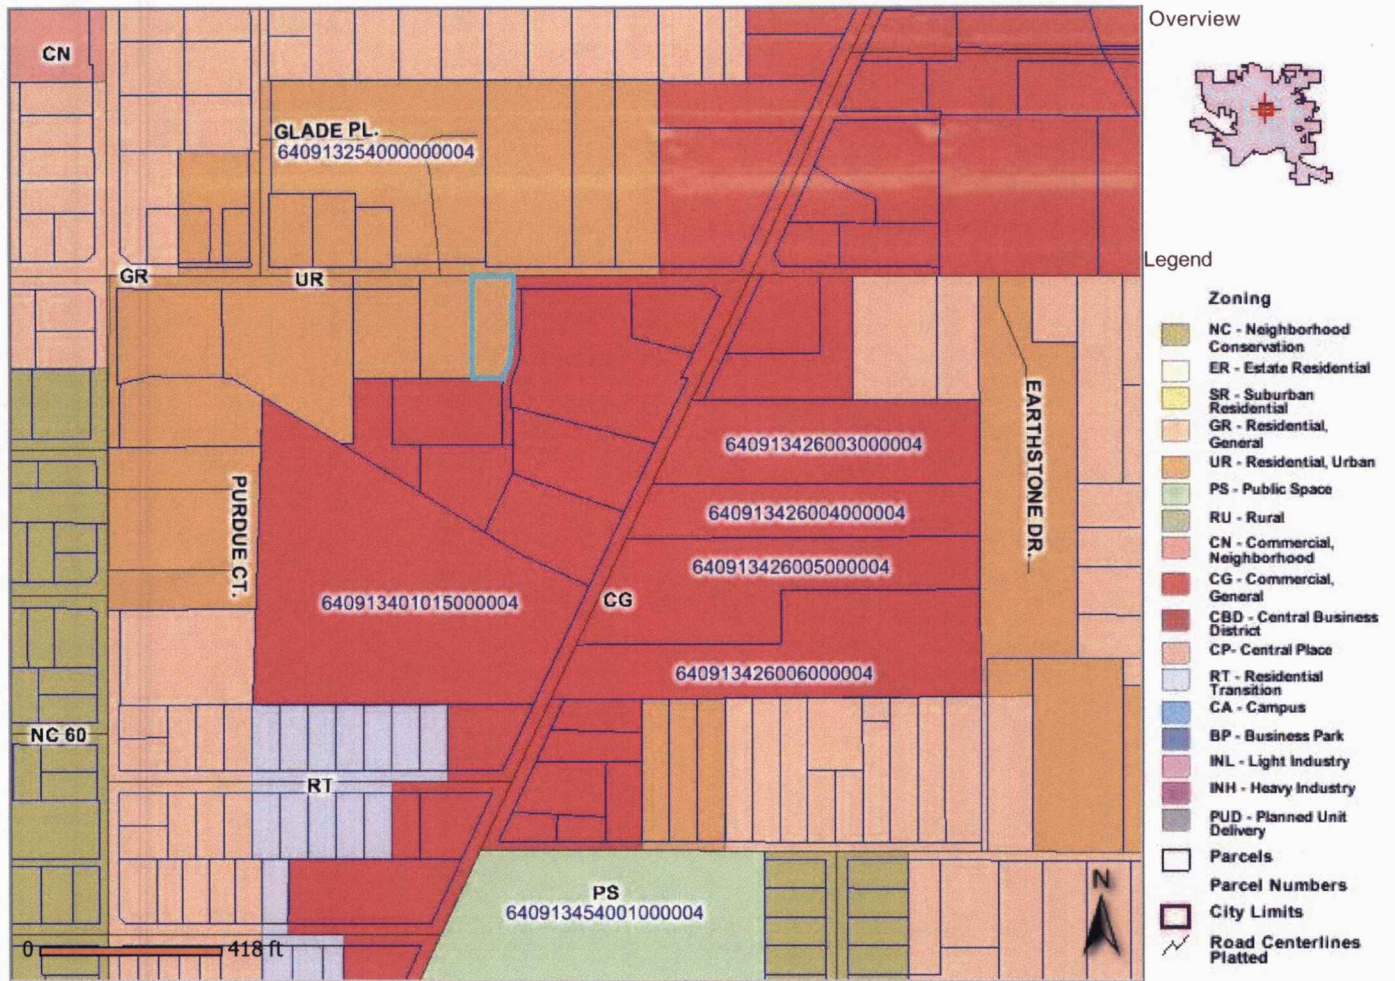 Overview
CN
GLADE PL.
640913254000000004
GR
UR
Legend
Zoning
NC - Neighborhood
Conservation
ER - Estate Residential
SR - Suburban
Residential
GR - Residential,
General
UR - Residential, Urban
PS - Public Space
RU - Rural
CN - Commercial,
Neighborhood
CG - Commercial,
General
CBD - Central Business
District
CP- Central Place
RT - Residential
Transition
CA - Campus
BP - Business Park
INL - Light Industry
INH - Heavy Industry
PUD - Planned Unit
Delivery
Parcels
Parcel Numbers
City Limits
Road Centerlines
Platted
EARTHSTONE DR.
640913426003000004
640913426004000004
640913426005000004
PURDUE CT.
640913401015000004
CG
640913426006000004
NC 60
RT
PS
640913454001000004
N
0 418 ft